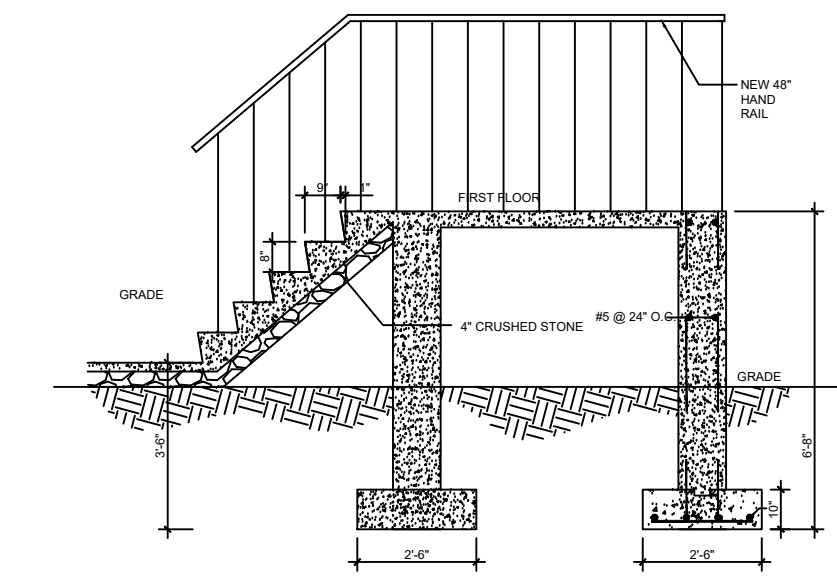 NEW 48"
HAND
RAIL
9"
1"
FIRST FLOOR
8"
GRADE
#5 @ 24" O.C.
4" CRUSHED STONE
GRADE
3'-6"
6'-8"
10"
2'-6"
2'-6"